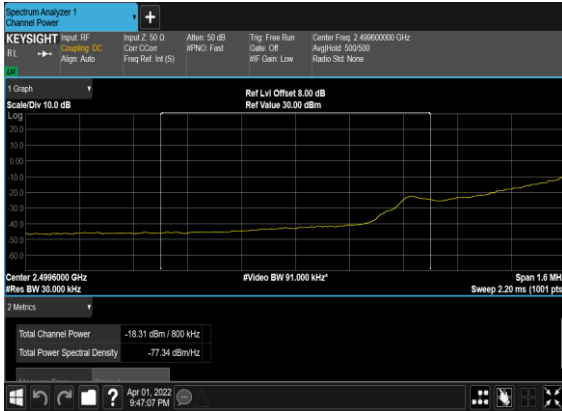 Spectrum Analyzer 1
Channel Power
+
KEYSIGHT
RL
Input: RF
Coupling: DC
Align: Auto
Input Z: 50 Ω
Corr CCorr
Freq Ref: Int (S)
Atten: 50 dB
#PNO: Fast
Trig: Free Run
Gate: Off
#IF Gain: Low
Center Freq: 2.499600000 GHz
Avg|Hold: 500/500
Radio Std: None
1 Graph
Scale/Div 10.0 dB
Ref Lvl Offset 8.00 dB
Ref Value 30.00 dBm
Log
20.0
10.0
0.00
-10.0
-20.0
-30.0
-40.0
-50.0
-60.0
Center 2.4996000 GHz
#Res BW 30.000 kHz
#Video BW 91.000 kHz*
Span 1.6 MH
Sweep 2.20 ms (1001 pts
2 Metrics
Total Channel Power -18.31 dBm / 800 kHz
Total Power Spectral Density -77.34 dBm/Hz
?
Apr 01, 2022
9:47:07 PM